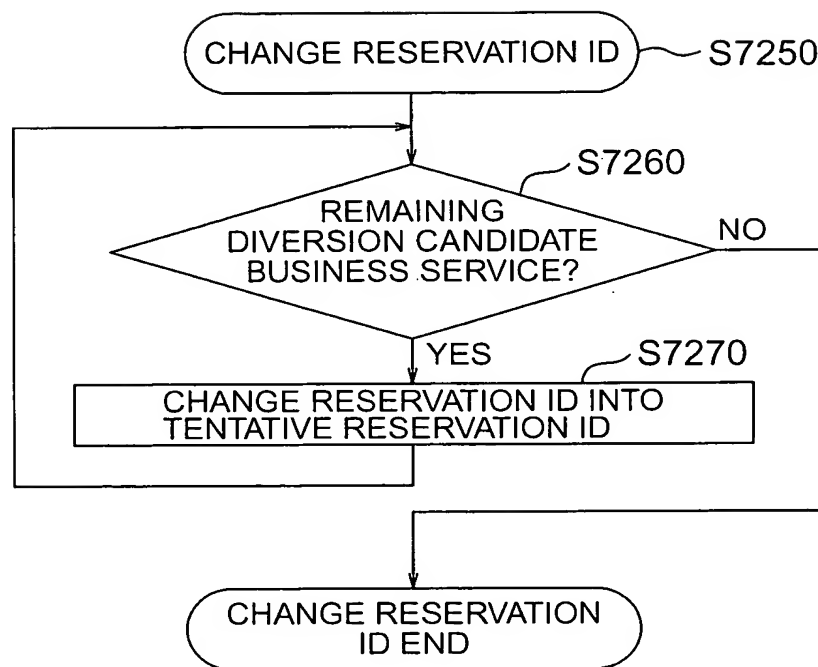 CHANGE RESERVATION ID
S7250
S7260
REMAINING
DIVERSION CANDIDATE
BUSINESS SERVICE?
NO
YES
S7270
CHANGE RESERVATION ID INTO
TENTATIVE RESERVATION ID
CHANGE RESERVATION
ID END